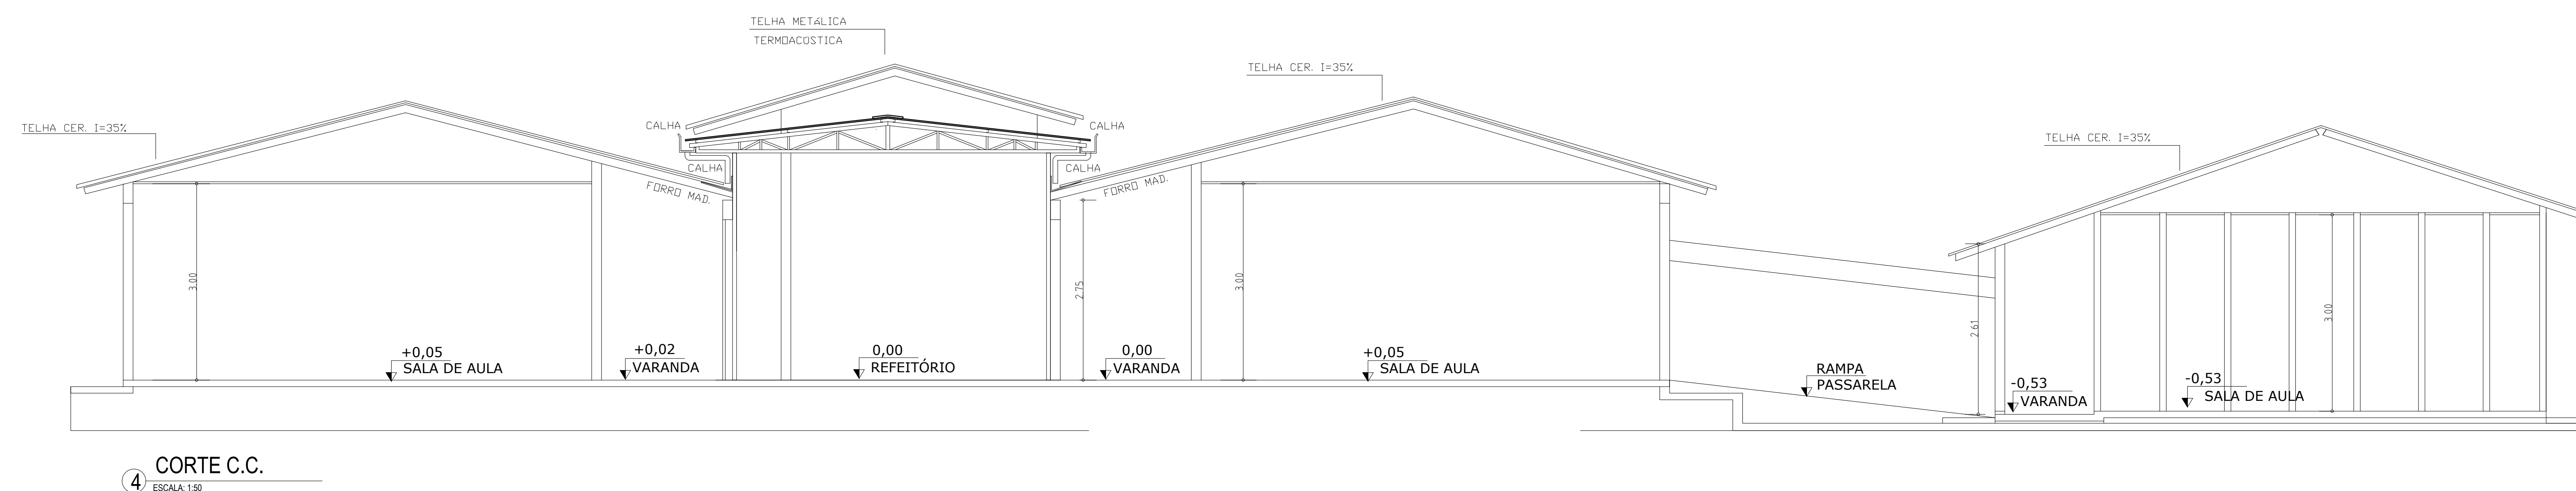 TELHA METÁLICA
TERMOACÚSTICA
TELHA CER. I=35%
TELHA CER. I=35%
TELHA CER. I=35%
CALHA
CALHA
CALHA
CALHA
FORRO MAD.
FORRO MAD.
3.00
2.75
3.00
2.61
3.00
+0,05
SALA DE AULA
+0,02
VARANDA
0,00
REFEITÓRIO
0,00
VARANDA
+0,05
SALA DE AULA
RAMPA
PASSARELA
-0,53
VARANDA
-0,53
SALA DE AULA
4
CORTE C.C.
ESCALA: 1:50